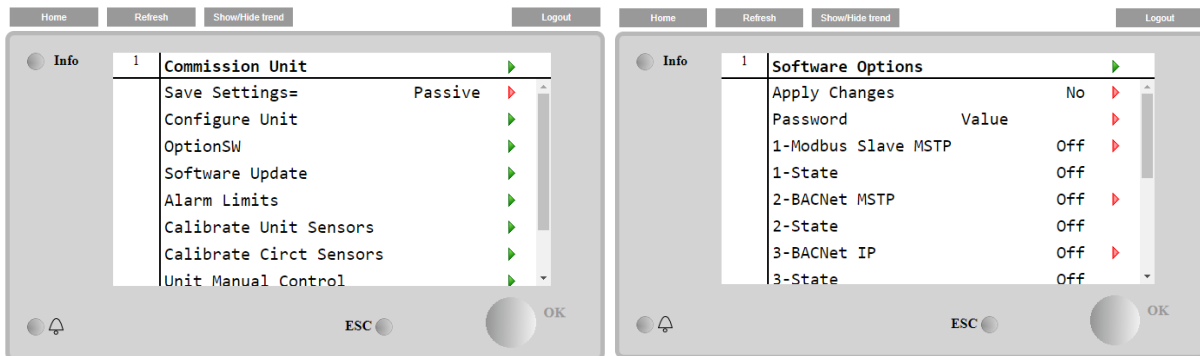 Home Refresh Show/Hide trend Logout
Info
1 Commission Unit
Save Settings= Passive
Configure Unit
OptionSW
Software Update
Alarm Limits
Calibrate Unit Sensors
Calibrate Circt Sensors
Unit Manual Control
ESC OK
Home Refresh Show/Hide trend Logout
Info
1 Software Options
Apply Changes No
Password Value
1-Modbus Slave MSTP Off
1-State Off
2-BACNet MSTP Off
2-State Off
3-BACNet IP Off
3-State Off
ESC OK